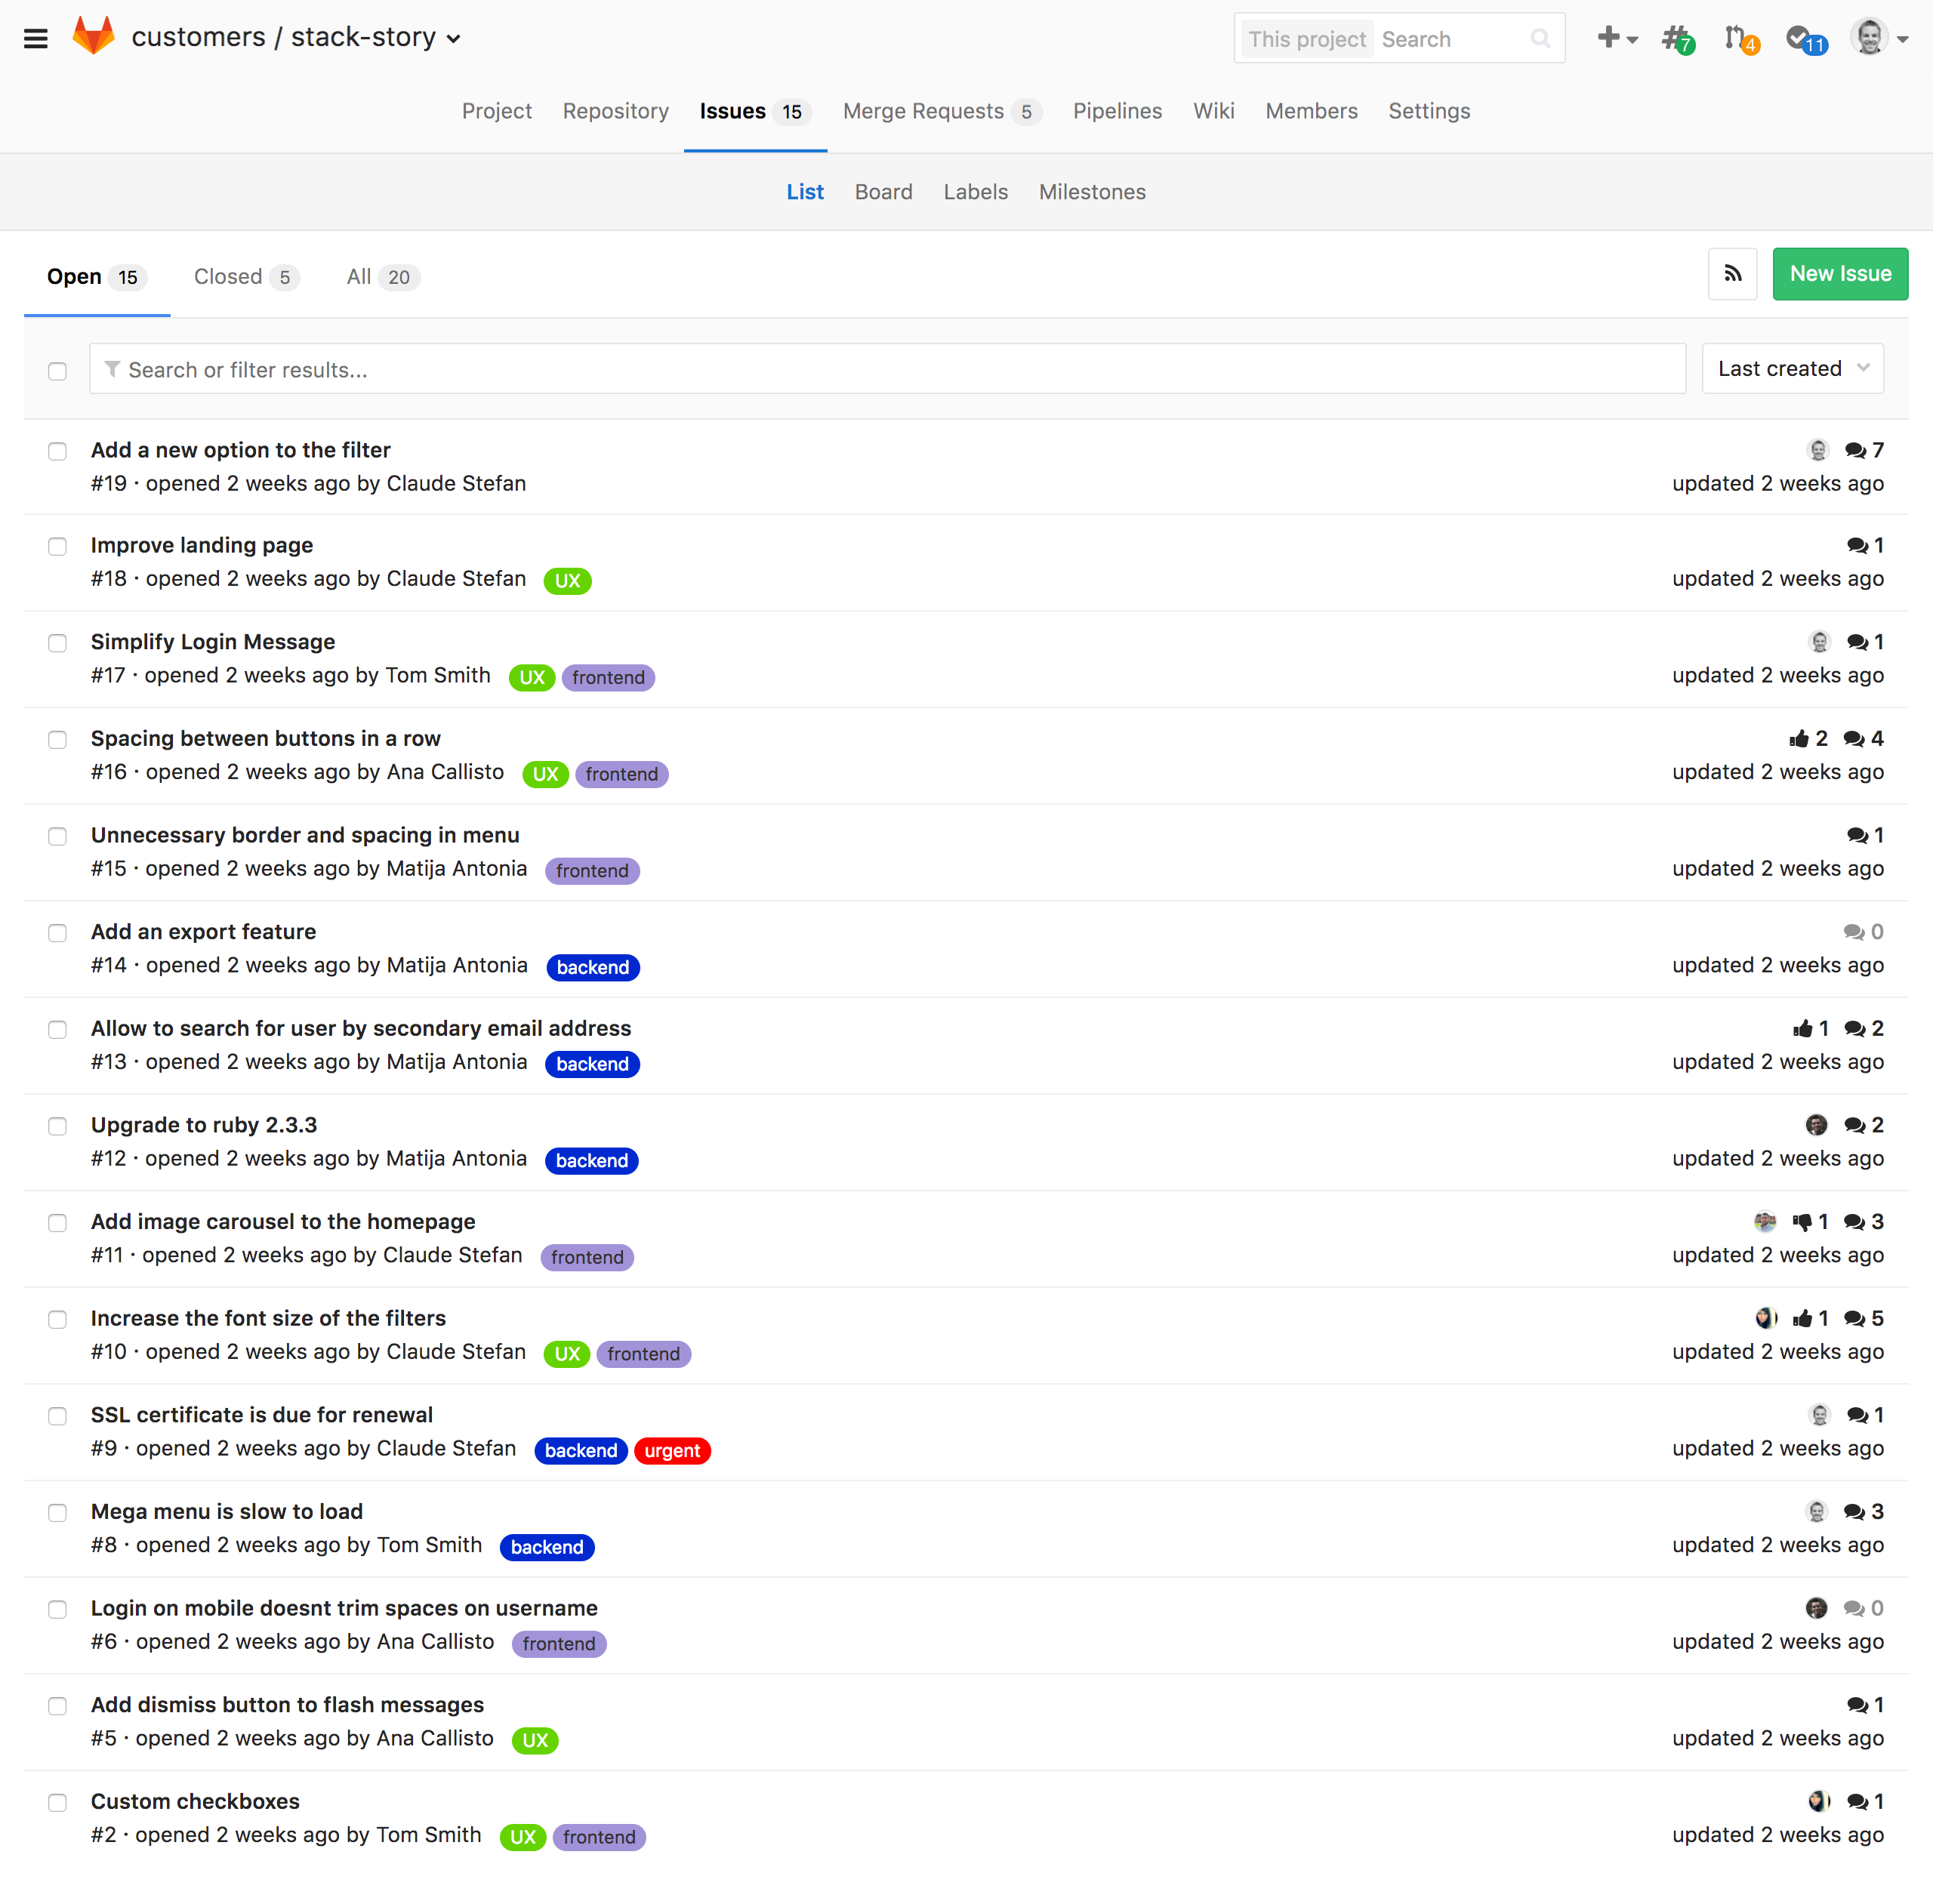 customers / stack-story
This project Search
7
4
11
Project Repository Issues 15 Merge Requests 5 Pipelines Wiki Members Settings
List Board Labels Milestones
Open 15 Closed 5 All 20
New Issue
Search or filter results...
Last created
Add a new option to the filter
7
#19 · opened 2 weeks ago by Claude Stefan
updated 2 weeks ago
Improve landing page
1
#18 · opened 2 weeks ago by Claude Stefan UX
updated 2 weeks ago
Simplify Login Message
1
#17 · opened 2 weeks ago by Tom Smith UX frontend
updated 2 weeks ago
Spacing between buttons in a row
2 4
#16 · opened 2 weeks ago by Ana Callisto UX frontend
updated 2 weeks ago
Unnecessary border and spacing in menu
1
#15 · opened 2 weeks ago by Matija Antonia frontend
updated 2 weeks ago
Add an export feature
0
#14 · opened 2 weeks ago by Matija Antonia backend
updated 2 weeks ago
Allow to search for user by secondary email address
1 2
#13 · opened 2 weeks ago by Matija Antonia backend
updated 2 weeks ago
Upgrade to ruby 2.3.3
2
#12 · opened 2 weeks ago by Matija Antonia backend
updated 2 weeks ago
Add image carousel to the homepage
1 3
#11 · opened 2 weeks ago by Claude Stefan frontend
updated 2 weeks ago
Increase the font size of the filters
1 5
#10 · opened 2 weeks ago by Claude Stefan UX frontend
updated 2 weeks ago
SSL certificate is due for renewal
1
#9 · opened 2 weeks ago by Claude Stefan backend urgent
updated 2 weeks ago
Mega menu is slow to load
3
#8 · opened 2 weeks ago by Tom Smith backend
updated 2 weeks ago
Login on mobile doesnt trim spaces on username
0
#6 · opened 2 weeks ago by Ana Callisto frontend
updated 2 weeks ago
Add dismiss button to flash messages
1
#5 · opened 2 weeks ago by Ana Callisto UX
updated 2 weeks ago
Custom checkboxes
1
#2 · opened 2 weeks ago by Tom Smith UX frontend
updated 2 weeks ago